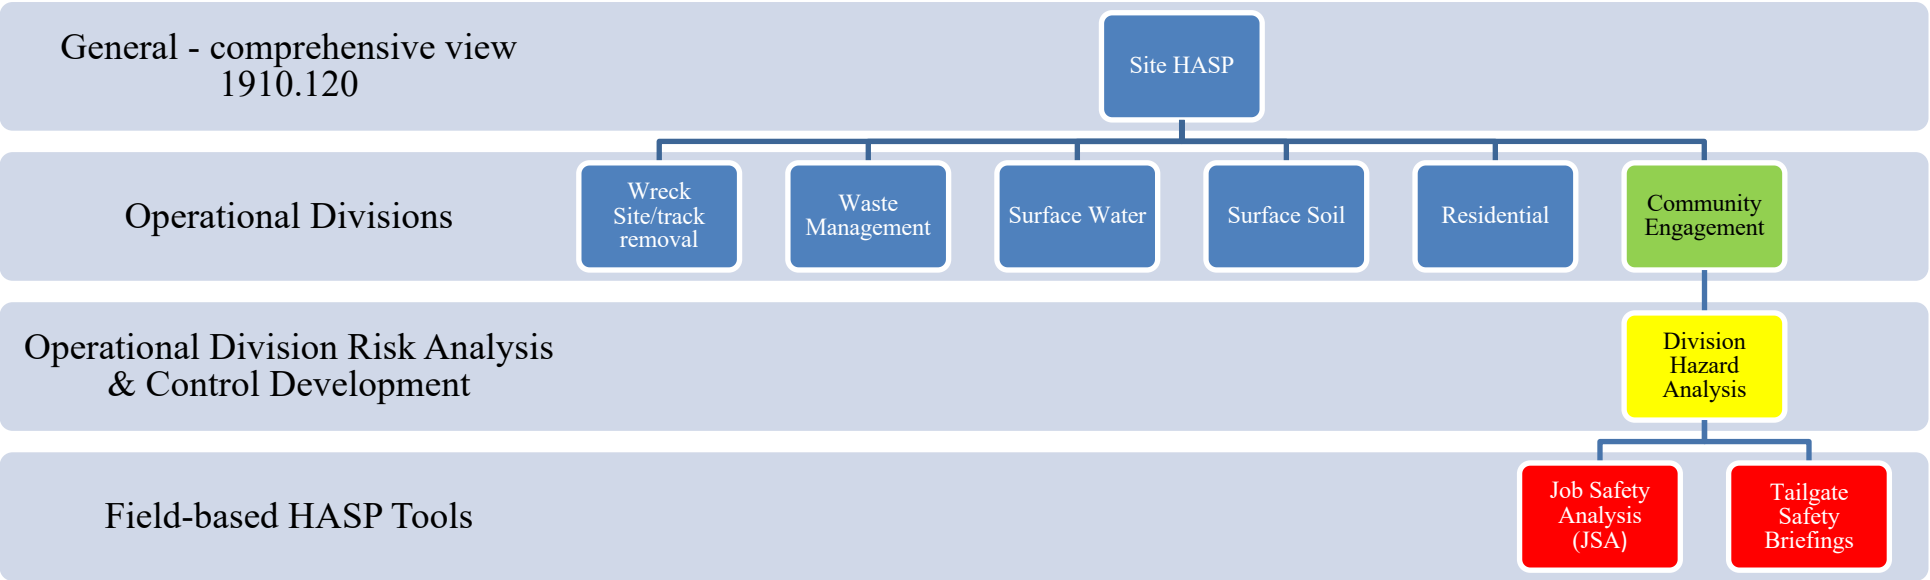 General - comprehensive view
1910.120
Site HASP
Operational Divisions
Wreck
Site/track
removal
Waste
Management
Surface Water
Surface Soil
Residential
Community
Engagement
Operational Division Risk Analysis
& Control Development
Division
Hazard
Analysis
Field-based HASP Tools
Job Safety
Analysis
(JSA)
Tailgate
Safety
Briefings